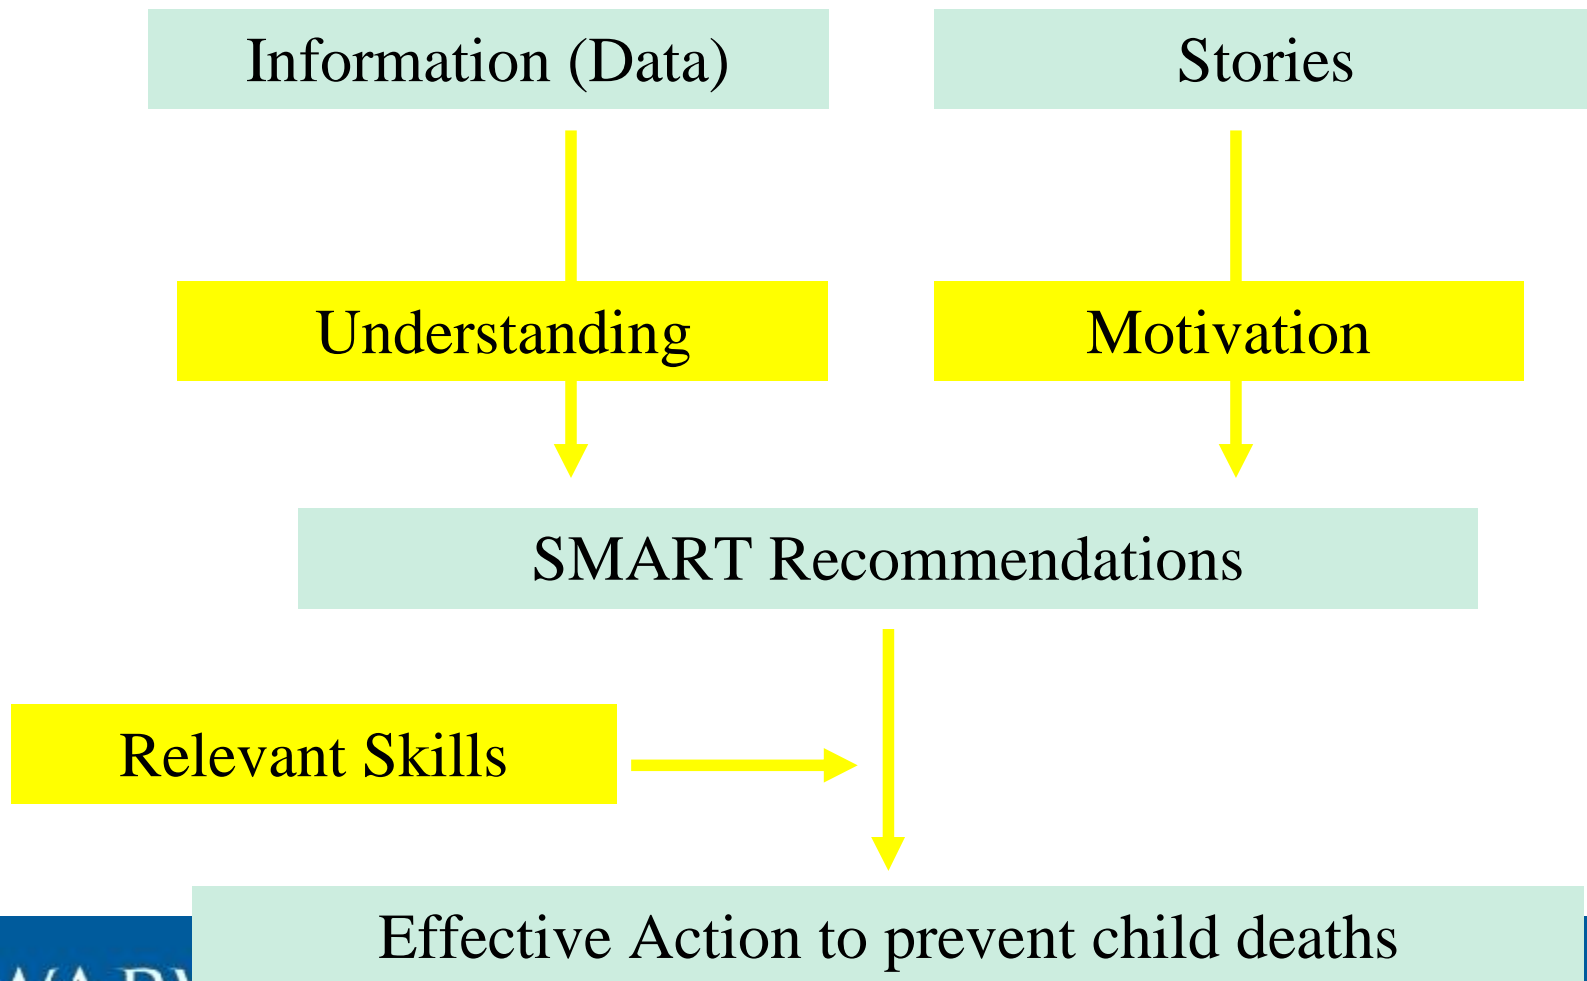 Information (Data)
Stories
Understanding
Motivation
SMART Recommendations
Relevant Skills
Effective Action to prevent child deaths